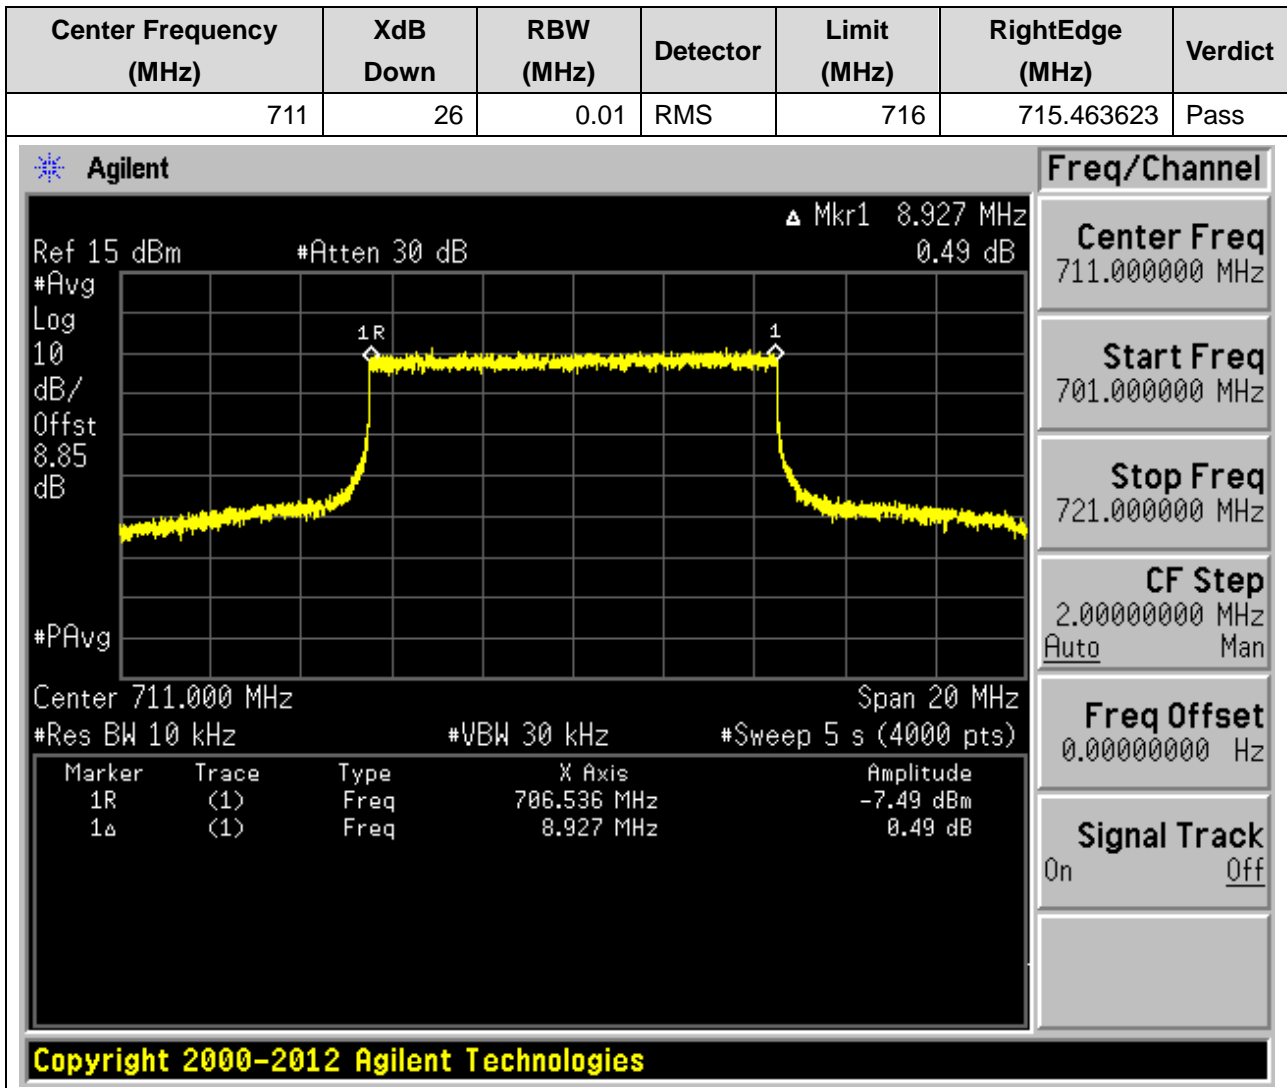 Center Frequency (MHz) XdB Down RBW (MHz) Detector Limit (MHz) RightEdge (MHz) Verdict
711 26 0.01 RMS 716 715.463623 Pass
Agilent
Freq/Channel
Δ Mkr1 8.927 MHz
Ref 15 dBm #Atten 30 dB 0.49 dB
#Avg
Log
10
dB/
Offst
8.85
dB
1R
1
#PAvg
Center 711.000 MHz Span 20 MHz
#Res BW 10 kHz #VBW 30 kHz #Sweep 5 s (4000 pts)
Marker Trace Type X Axis Amplitude
1R (1) Freq 706.536 MHz -7.49 dBm
1Δ (1) Freq 8.927 MHz 0.49 dB
Center Freq
711.000000 MHz
Start Freq
701.000000 MHz
Stop Freq
721.000000 MHz
CF Step
2.00000000 MHz
Auto Man
Freq Offset
0.00000000 Hz
Signal Track
On Off
Copyright 2000-2012 Agilent Technologies